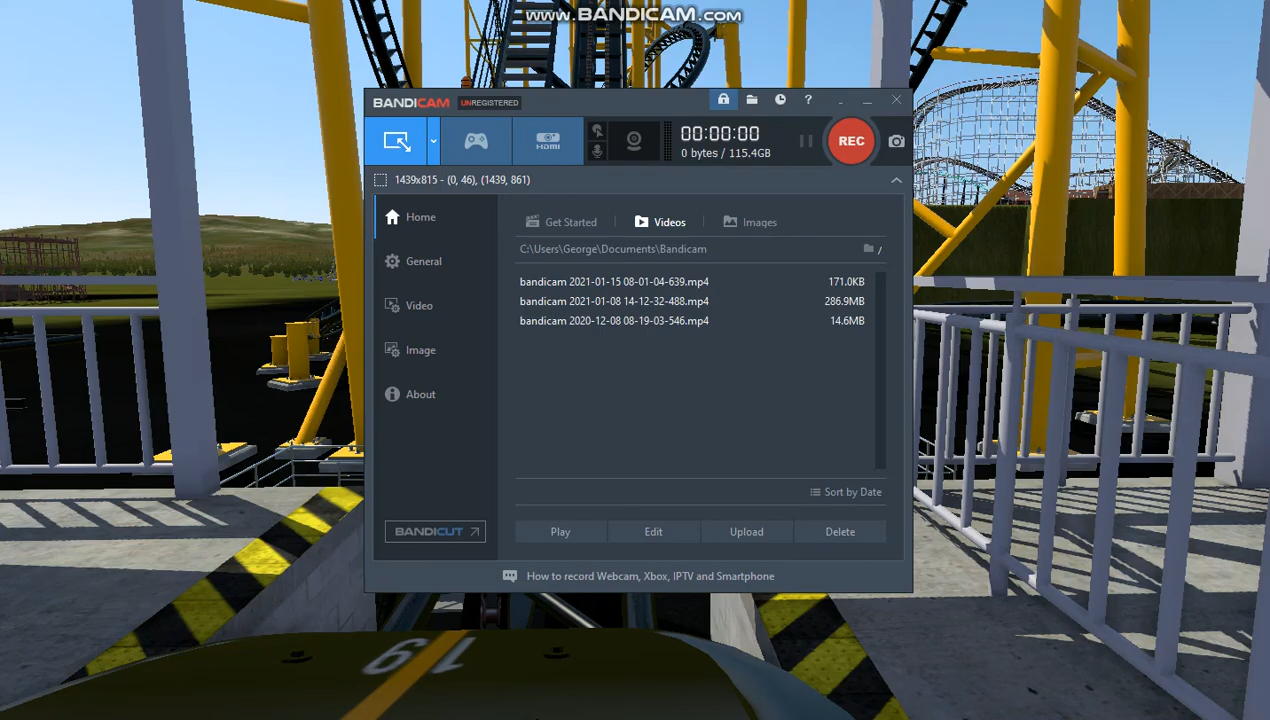 www.BANDICAM.com
BANDICAM UNREGISTERED ?
HDMI 00:00:00 REC
0 bytes / 115.4GB
1439x815 - (0, 46), (1439, 861)
Home
General
Video
Image
About
BANDICUT
Get Started Videos Images
C:\Users\George\Documents\Bandicam /
bandicam 2021-01-15 08-01-04-639.mp4 171.0KB
bandicam 2021-01-08 14-12-32-488.mp4 286.9MB
bandicam 2020-12-08 08-19-03-546.mp4 14.6MB
Sort by Date
Play Edit Upload Delete
How to record Webcam, Xbox, IPTV and Smartphone
19